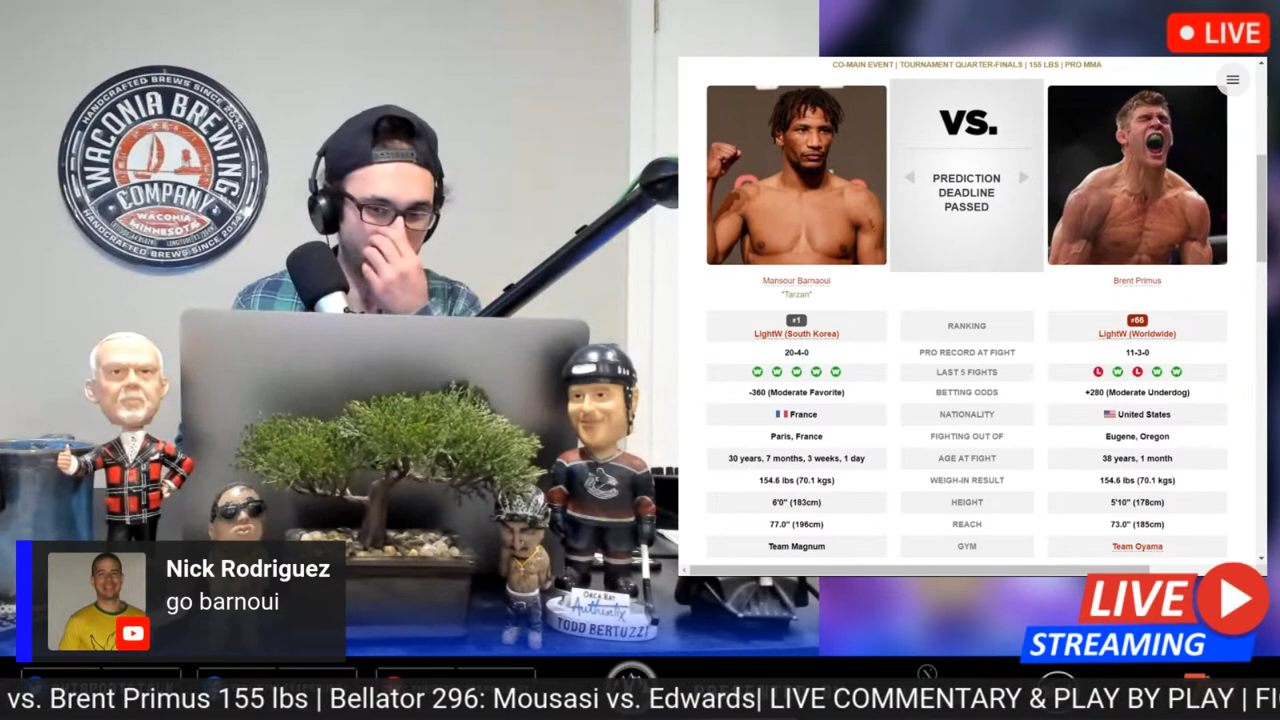 LIVE
HANDCRAFTED BREWS SINCE 2014
WACONIA BREWING
COMPANY
WACONIA
MINNESOTA
HANDCRAFTED BREWS SINCE 2014
CO-MAIN EVENT | TOURNAMENT QUARTER-FINALS | 155 LBS | PRO MMA
VS.
PREDICTION
DEADLINE
PASSED
Mansour Barnaoui
"Tarzan"
Brent Primus
#1 RANKING #66
LightW (South Korea) LightW (Worldwide)
20-4-0 PRO RECORD AT FIGHT 11-3-0
W W W W W LAST 5 FIGHTS L W L W W
-360 (Moderate Favorite) BETTING ODDS +280 (Moderate Underdog)
France NATIONALITY United States
Paris, France FIGHTING OUT OF Eugene, Oregon
30 years, 7 months, 3 weeks, 1 day AGE AT FIGHT 38 years, 1 month
154.6 lbs (70.1 kgs) WEIGH-IN RESULT 154.6 lbs (70.1 kgs)
6'0" (183cm) HEIGHT 5'10" (178cm)
77.0" (196cm) REACH 73.0" (185cm)
Team Magnum GYM Team Oyama
Nick Rodriguez
go barnoui
ORCA BAY
Authentix
TODD BERTUZZI
LIVE
STREAMING
vs. Brent Primus 155 lbs | Bellator 296: Mousasi vs. Edwards| LIVE COMMENTARY & PLAY BY PLAY | FI